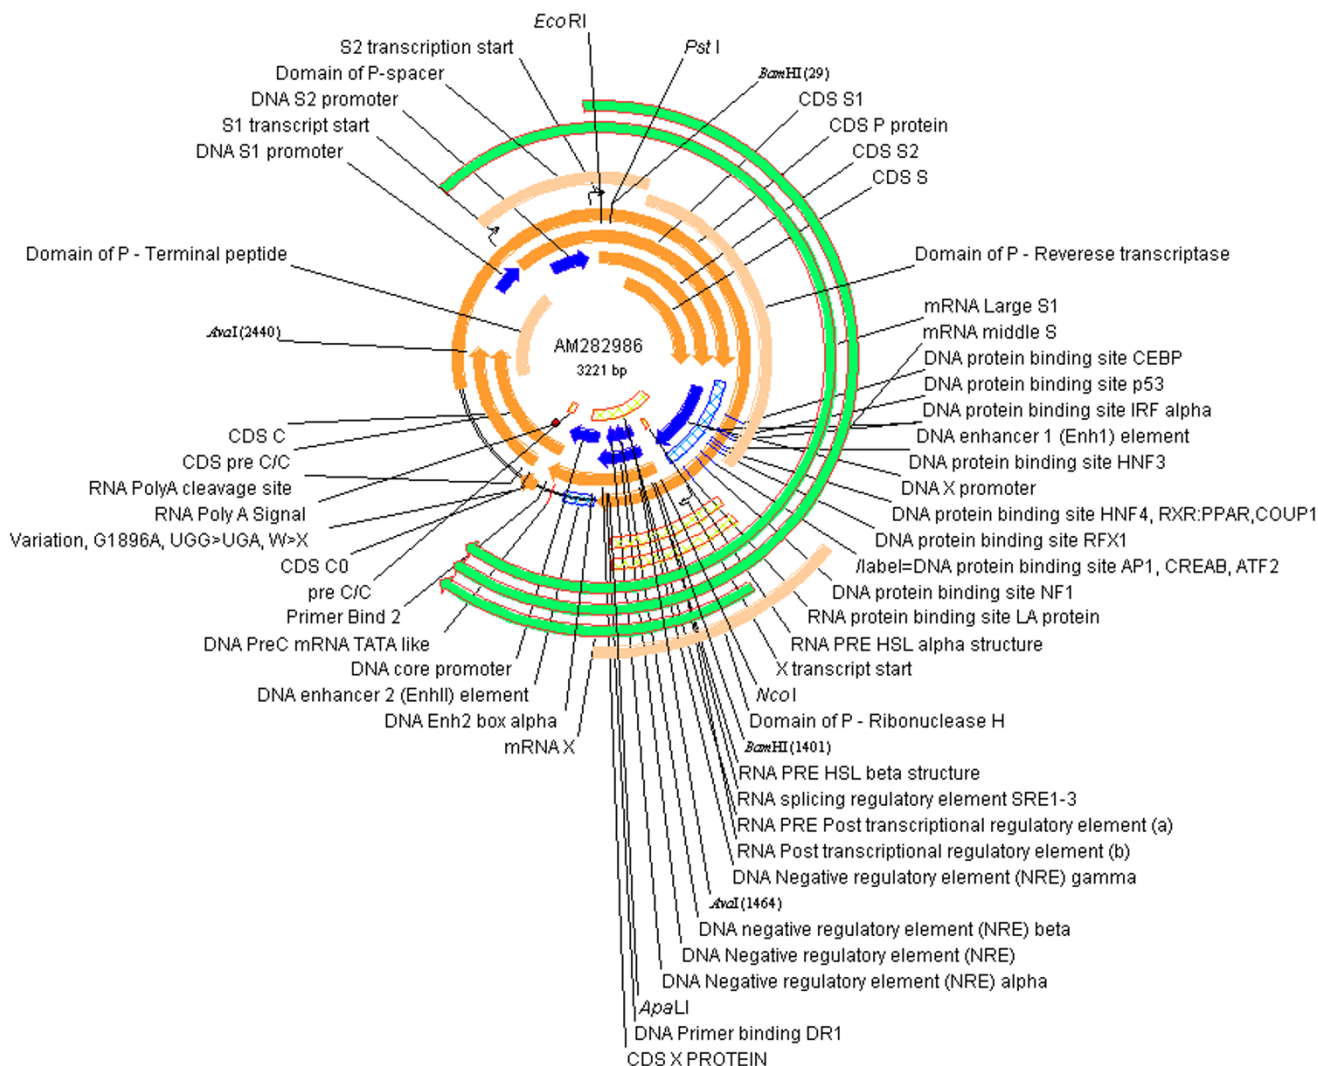 EcoRI
S2 transcription start
PstI
Domain of P-spacer
BamHI (29)
DNA S2 promoter
CDS S1
S1 transcript start
CDS P protein
DNA S1 promoter
CDS S2
CDS S
Domain of P - Terminal peptide
Domain of P - Reverese transcriptase
mRNA Large S1
AvaI (2440)
mRNA middle S
AM282986
3221 bp
DNA protein binding site CEBP
DNA protein binding site p53
DNA protein binding site IRF alpha
CDS C
DNA enhancer 1 (Enh1) element
CDS pre C/C
DNA protein binding site HNF3
RNA PolyA cleavage site
DNA X promoter
RNA Poly A Signal
DNA protein binding site HNF4, RXR:PPAR,COUP1
Variation, G1896A, UGG>UGA, W>X
DNA protein binding site RFX1
CDS C0
/label=DNA protein binding site AP1, CREAB, ATF2
pre C/C
DNA protein binding site NF1
Primer Bind 2
RNA protein binding site LA protein
DNA PreC mRNA TATA like
RNA PRE HSL alpha structure
DNA core promoter
X transcript start
DNA enhancer 2 (EnhII) element
NcoI
DNA Enh2 box alpha
Domain of P - Ribonuclease H
mRNA X
BamHI (1401)
RNA PRE HSL beta structure
RNA splicing regulatory element SRE1-3
RNA PRE Post transcriptional regulatory element (a)
RNA Post transcriptional regulatory element (b)
DNA Negative regulatory element (NRE) gamma
AvaI (1464)
DNA negative regulatory element (NRE) beta
DNA Negative regulatory element (NRE)
DNA Negative regulatory element (NRE) alpha
ApaLI
DNA Primer binding DR1
CDS X PROTEIN